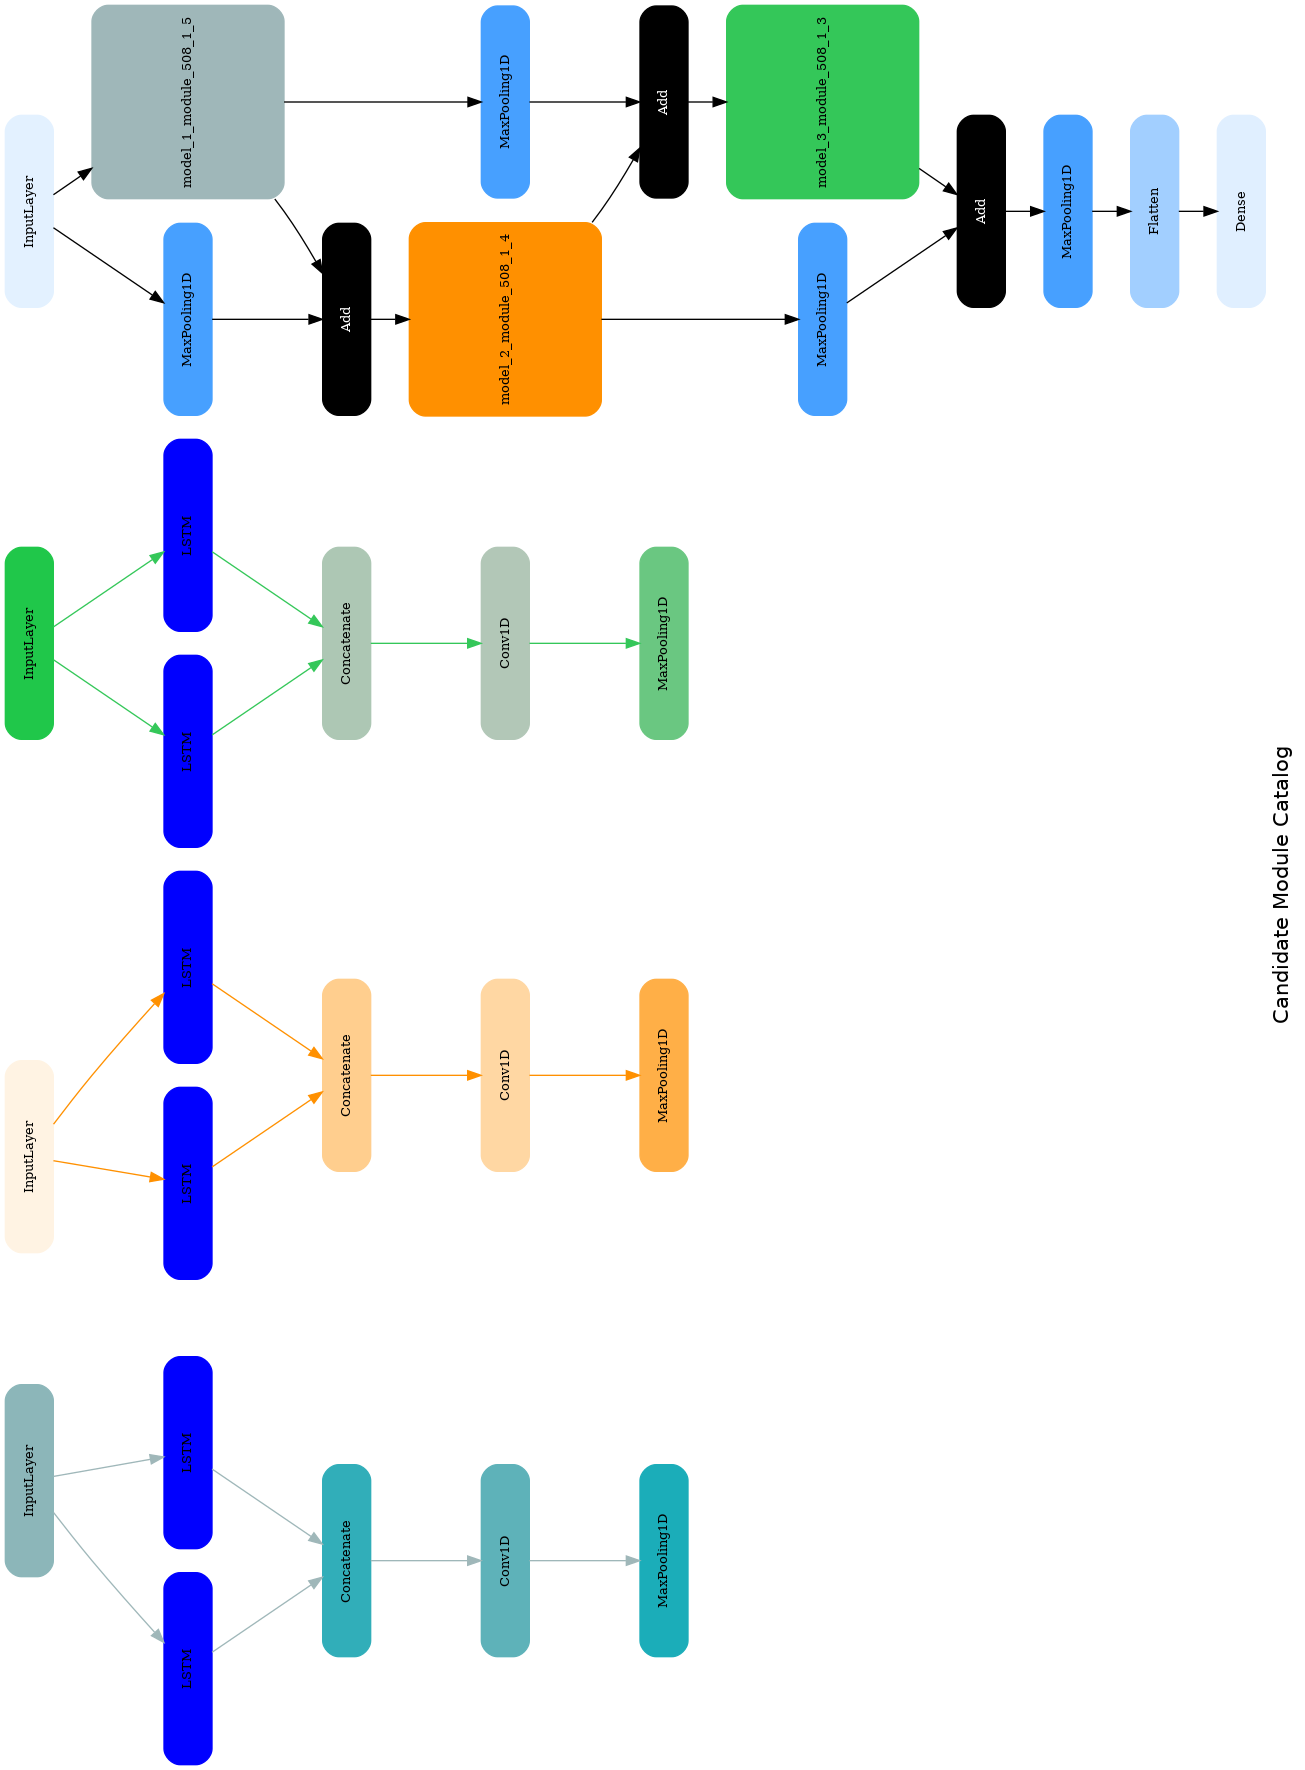 InputLayer
InputLayer
InputLayer
InputLayer
LSTM
LSTM
LSTM
LSTM
LSTM
LSTM
MaxPooling1D
model_1_module_508_1_5
Concatenate
Concatenate
Concatenate
Add
Conv1D
Conv1D
Conv1D
model_2_module_508_1_4
MaxPooling1D
MaxPooling1D
MaxPooling1D
MaxPooling1D
Add
MaxPooling1D
model_3_module_508_1_3
Add
MaxPooling1D
Flatten
Dense
Candidate Module Catalog